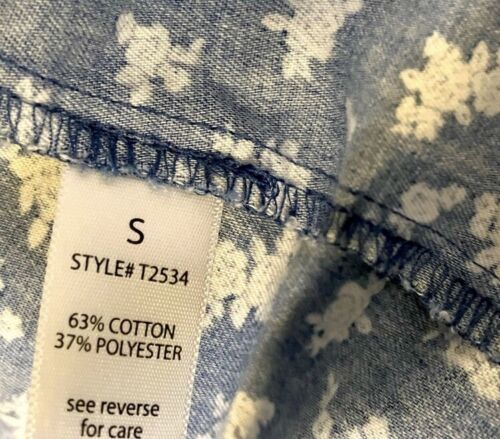 S
STYLE# T2534
63% COTTON
37% POLYESTER
see reverse
for care